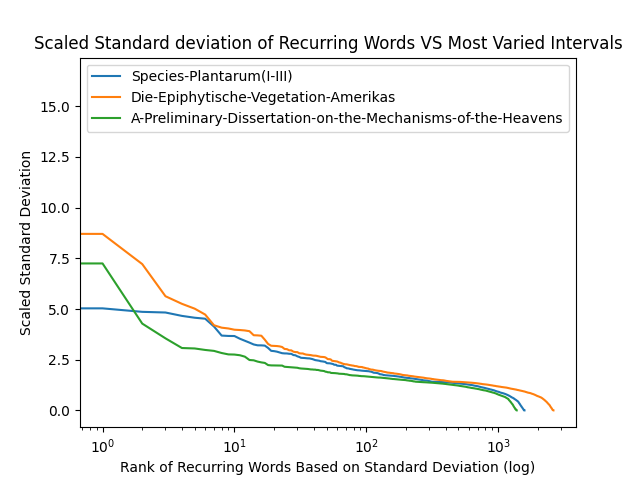 Scaled Standard deviation of Recurring Words VS Most Varied Intervals
Species-Plantarum(I-III)
Die-Epiphytische-Vegetation-Amerikas
A-Preliminary-Dissertation-on-the-Mechanisms-of-the-Heavens
Scaled Standard Deviation
15.0
12.5
10.0
7.5
5.0
2.5
0.0
10⁰ 10¹ 10² 10³
Rank of Recurring Words Based on Standard Deviation (log)